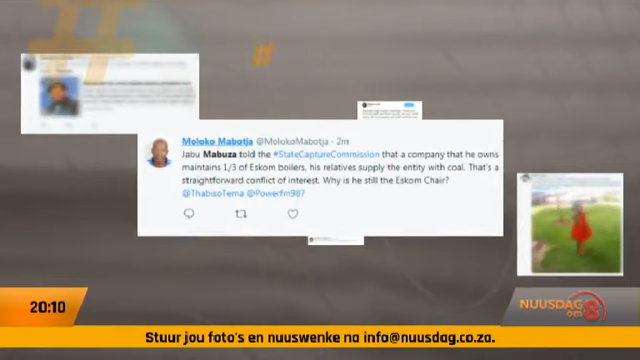 #
#
Moloko Mabotja @MolokoMabotja · 2m
Jabu Mabuza told the #StateCaptureCommission that a company that he owns
maintains 1/3 of Eskom boilers, his relatives supply the entity with coal. That's a
straightforward conflict of interest. Why is he still the Eskom Chair?
@ThabisoTema @Powerfm987
20:10
NUUSDAG
om 8
Stuur jou foto's en nuuswenke na info@nuusdag.co.za.